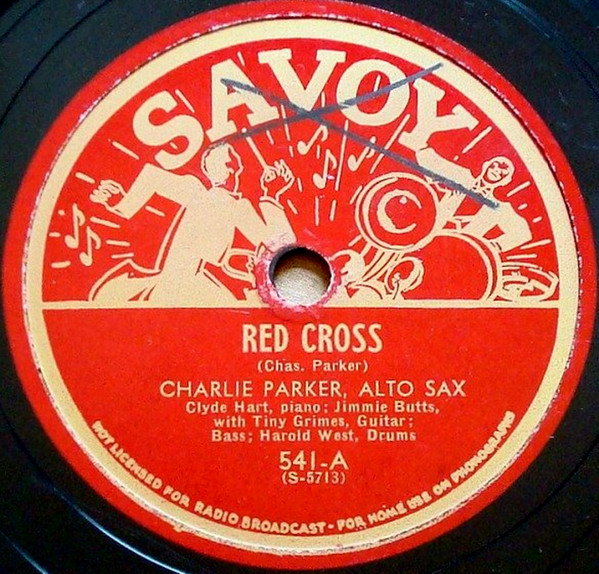 SAVOY
C
RED CROSS
(Chas. Parker)
CHARLIE PARKER, ALTO SAX
Clyde Hart, piano; Jimmie Butts,
with Tiny Grimes, Guitar;
Bass; Harold West, Drums
541-A
(S-5713)
NOT LICENSED FOR RADIO BROADCAST - FOR HOME USE ON PHONOGRAPHS